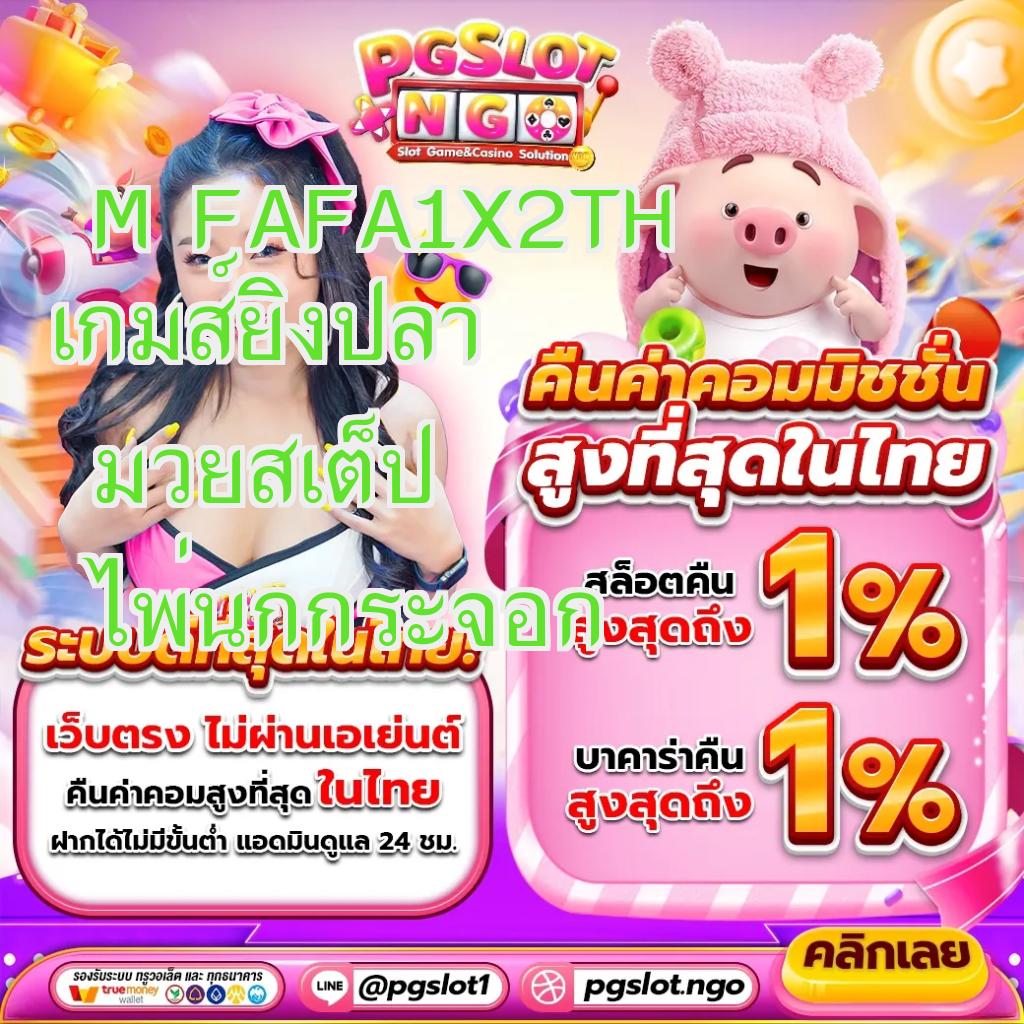 PGSLOT
NGO
Slot Game&Casino Solution
M FAFA1X2TH
เกมส์ยิงปลา
มวยสเต็ป
ไพ่นกกระจอก
คืนค่าคอมมิชชั่น
สูงที่สุดในไทย
สล็อตคืน
สูงสุดถึง
1%
บาคาร่าคืน
สูงสุดถึง
1%
เว็บตรง ไม่ผ่านเอเย่นต์
คืนค่าคอมสูงที่สุด ในไทย
ฝากได้ไม่มีขั้นต่ำ แอดมินดูแล 24 ชม.
รองรับระบบ ทรูวอเล็ต และ ทุกธนาคาร
truemoney
wallet
LINE @pgslot1
pgslot.ngo
คลิกเลย